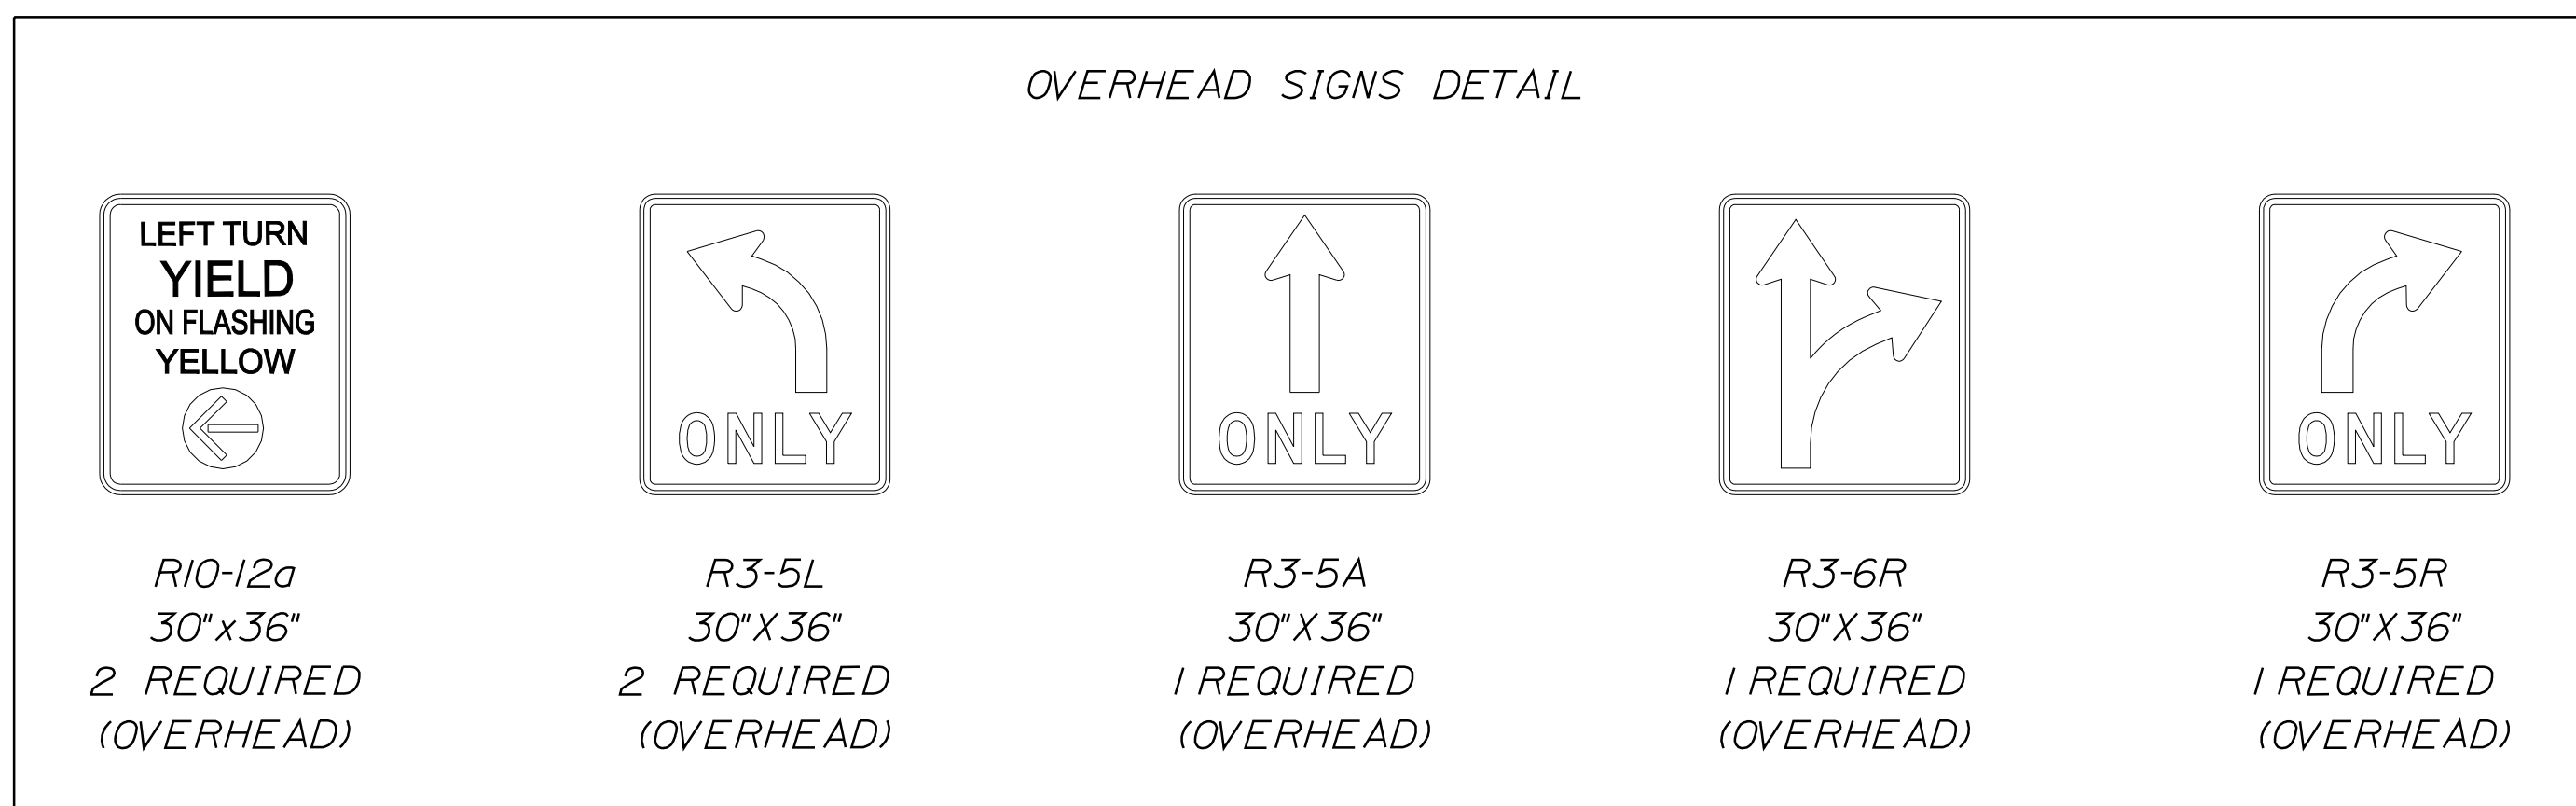 OVERHEAD SIGNS DETAIL
LEFT TURN
YIELD
ON FLASHING
YELLOW
R10-12a
30"x36"
2 REQUIRED
(OVERHEAD)
ONLY
R3-5L
30"X36"
2 REQUIRED
(OVERHEAD)
ONLY
R3-5A
30"X36"
1 REQUIRED
(OVERHEAD)
R3-6R
30"X36"
1 REQUIRED
(OVERHEAD)
ONLY
R3-5R
30"X36"
1 REQUIRED
(OVERHEAD)